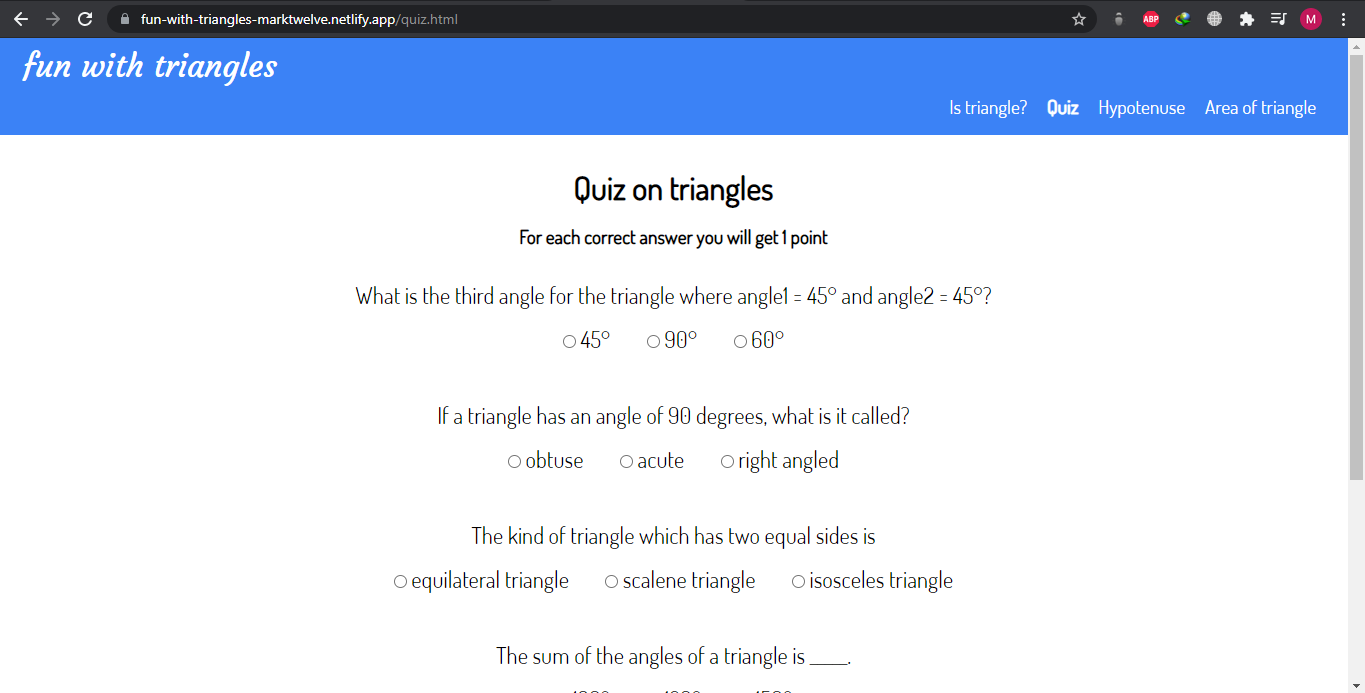 fun-with-triangles-marktwelve.netlify.app/quiz.html
ABP
M
fun with triangles
Is triangle? Quiz Hypotenuse Area of triangle
Quiz on triangles
For each correct answer you will get 1 point
What is the third angle for the triangle where angle1 = 45° and angle2 = 45°?
45° 90° 60°
If a triangle has an angle of 90 degrees, what is it called?
obtuse acute right angled
The kind of triangle which has two equal sides is
equilateral triangle scalene triangle isosceles triangle
The sum of the angles of a triangle is ____.